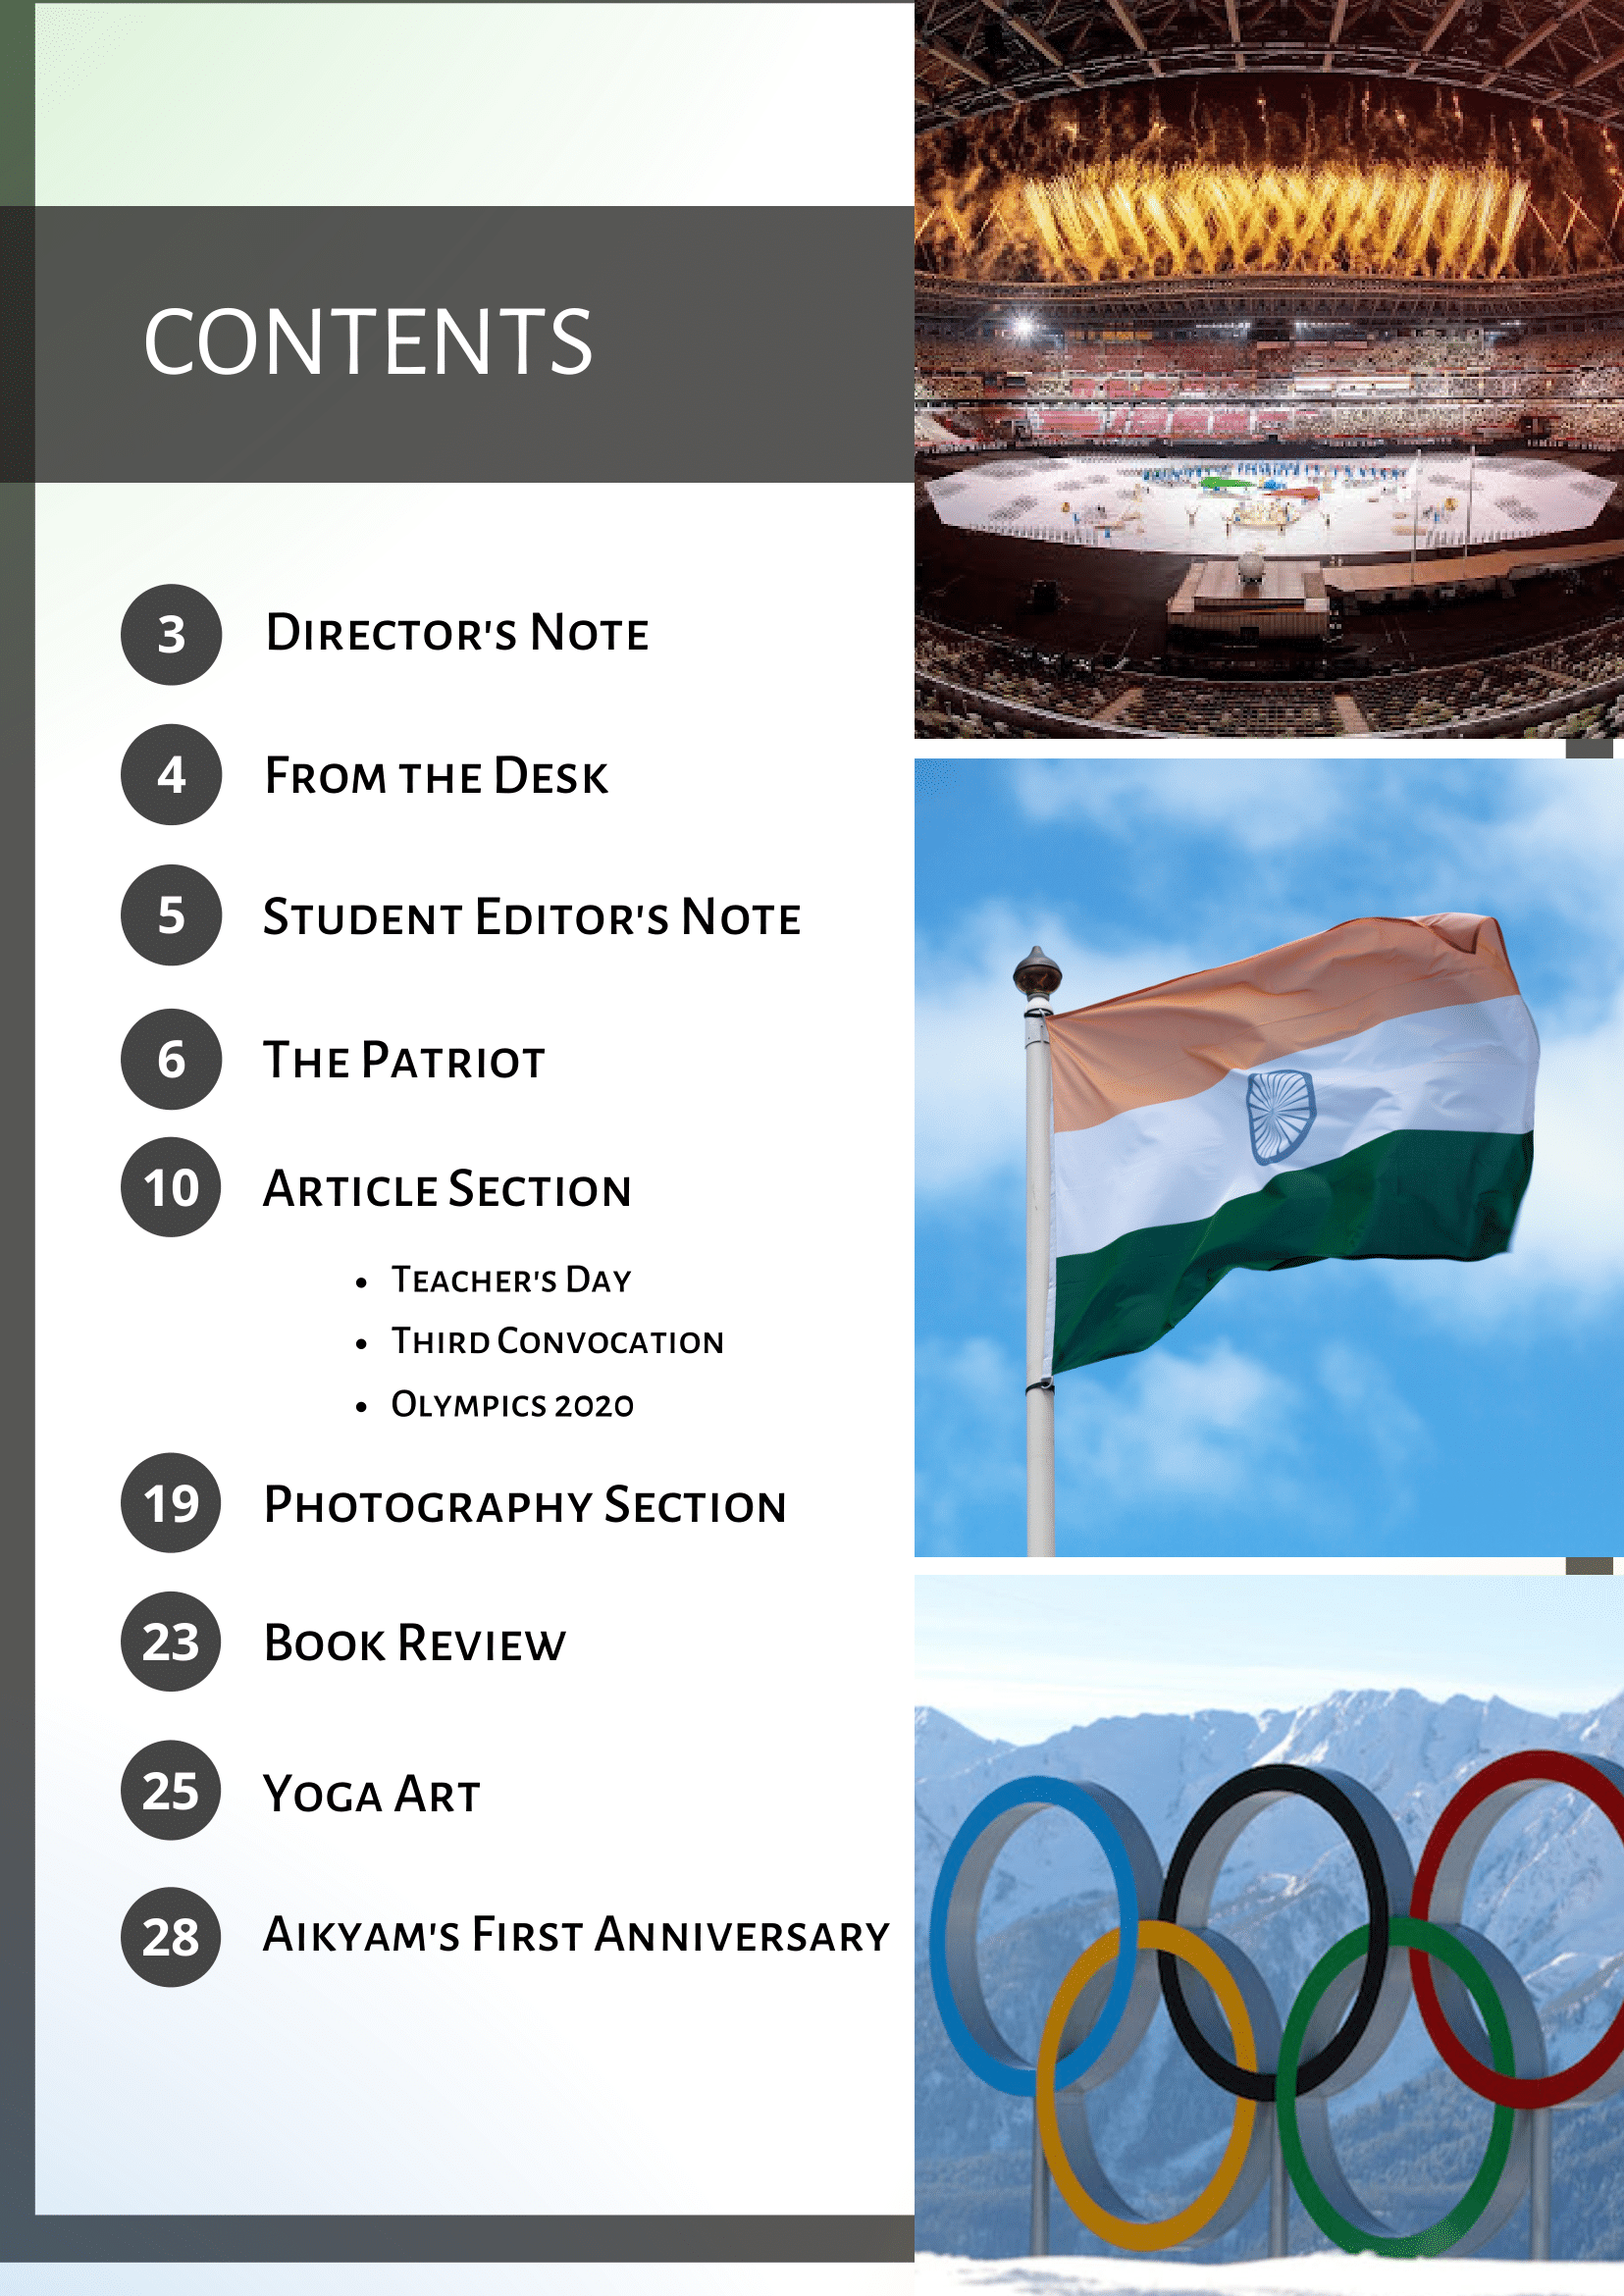 CONTENTS
3 Director's Note
4 From the Desk
5 Student Editor's Note
6 The Patriot
10 Article Section
• Teacher's Day
• Third Convocation
• Olympics 2020
19 Photography Section
23 Book Review
25 Yoga Art
28 Aikyam's First Anniversary